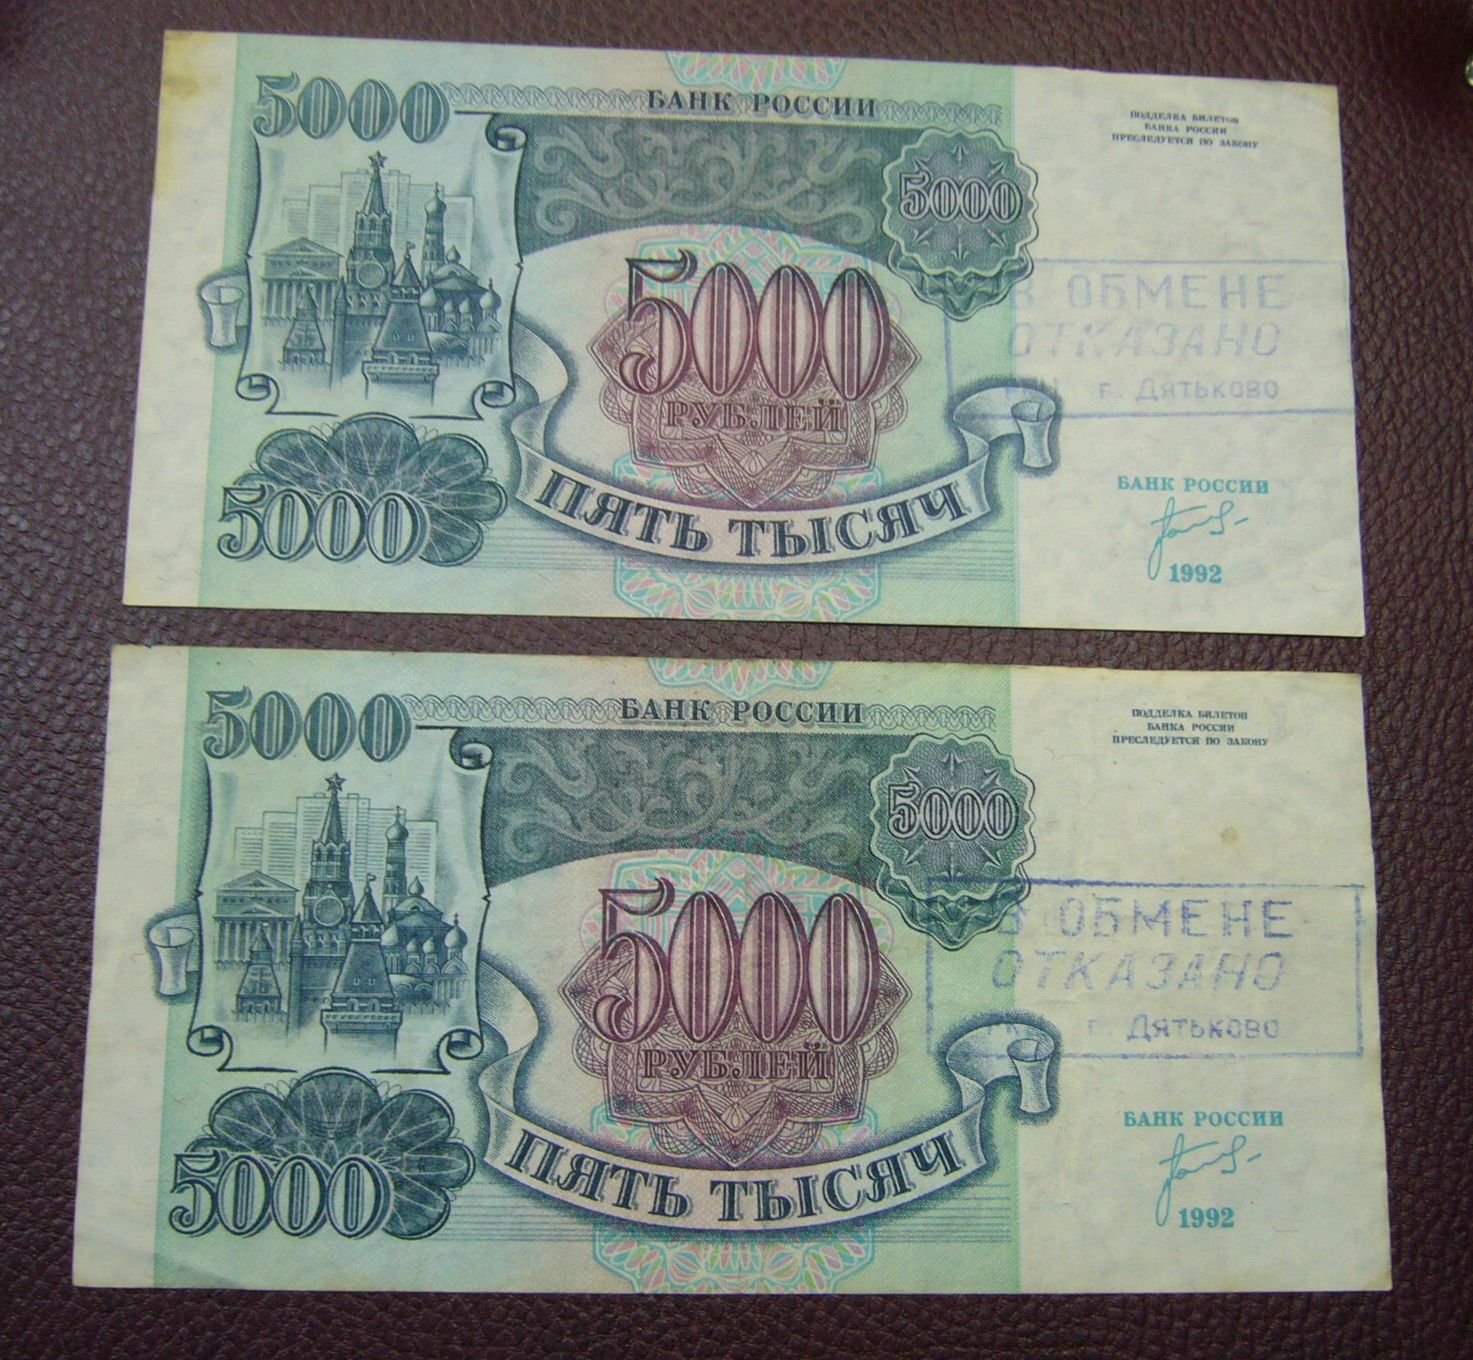 5000
БАНК РОССИИ
ПОДДЕЛКА БИЛЕТОВ
БАНКА РОССИИ
ПРЕСЛЕДУЕТСЯ ПО ЗАКОНУ
5000
5000
РУБЛЕЙ
В ОБМЕНЕ
ОТКАЗАНО
г. Дятьково
5000
ПЯТЬ ТЫСЯЧ
БАНК РОССИИ
1992
5000
БАНК РОССИИ
ПОДДЕЛКА БИЛЕТОВ
БАНКА РОССИИ
ПРЕСЛЕДУЕТСЯ ПО ЗАКОНУ
5000
5000
РУБЛЕЙ
В ОБМЕНЕ
ОТКАЗАНО
г. Дятьково
5000
ПЯТЬ ТЫСЯЧ
БАНК РОССИИ
1992